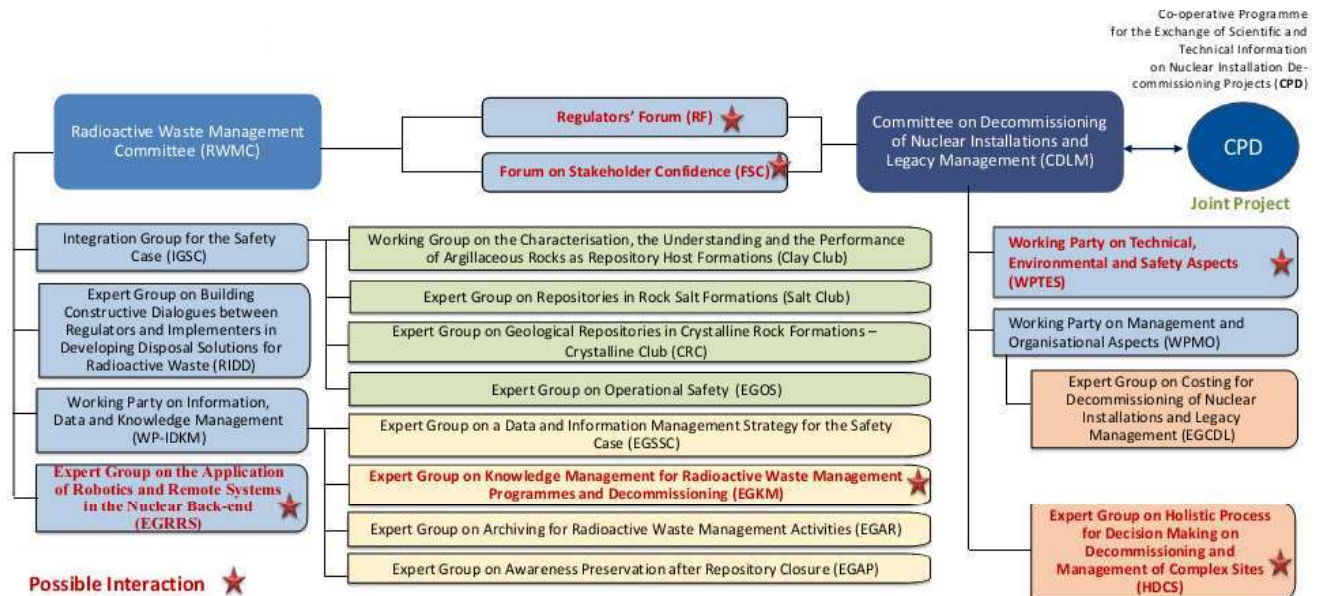 Co-operative Programme
for the Exchange of Scientific and
Technical Information
on Nuclear Installation De-
commissioning Projects (CPD)
Radioactive Waste Management
Committee (RWMC)
Regulators' Forum (RF)
Forum on Stakeholder Confidence (FSC)
Committee on Decommissioning
of Nuclear Installations and
Legacy Management (CDLM)
CPD
Joint Project
Integration Group for the Safety
Case (IGSC)
Expert Group on Building
Constructive Dialogues between
Regulators and Implementers in
Developing Disposal Solutions for
Radioactive Waste (RIDD)
Working Party on Information,
Data and Knowledge Management
(WP-IDKM)
Expert Group on the Application
of Robotics and Remote Systems
in the Nuclear Back-end
(EGRRS)
Working Group on the Characterisation, the Understanding and the Performance
of Argillaceous Rocks as Repository Host Formations (Clay Club)
Expert Group on Repositories in Rock Salt Formations (Salt Club)
Expert Group on Geological Repositories in Crystalline Rock Formations –
Crystalline Club (CRC)
Expert Group on Operational Safety (EGOS)
Expert Group on a Data and Information Management Strategy for the Safety
Case (EGSSC)
Expert Group on Knowledge Management for Radioactive Waste Management
Programmes and Decommissioning (EGKM)
Expert Group on Archiving for Radioactive Waste Management Activities (EGAR)
Expert Group on Awareness Preservation after Repository Closure (EGAP)
Working Party on Technical,
Environmental and Safety Aspects
(WPTES)
Working Party on Management and
Organisational Aspects (WPMO)
Expert Group on Costing for
Decommissioning of Nuclear
Installations and Legacy
Management (EGCDL)
Expert Group on Holistic Process
for Decision Making on
Decommissioning and
Management of Complex Sites
(HDCS)
Possible Interaction